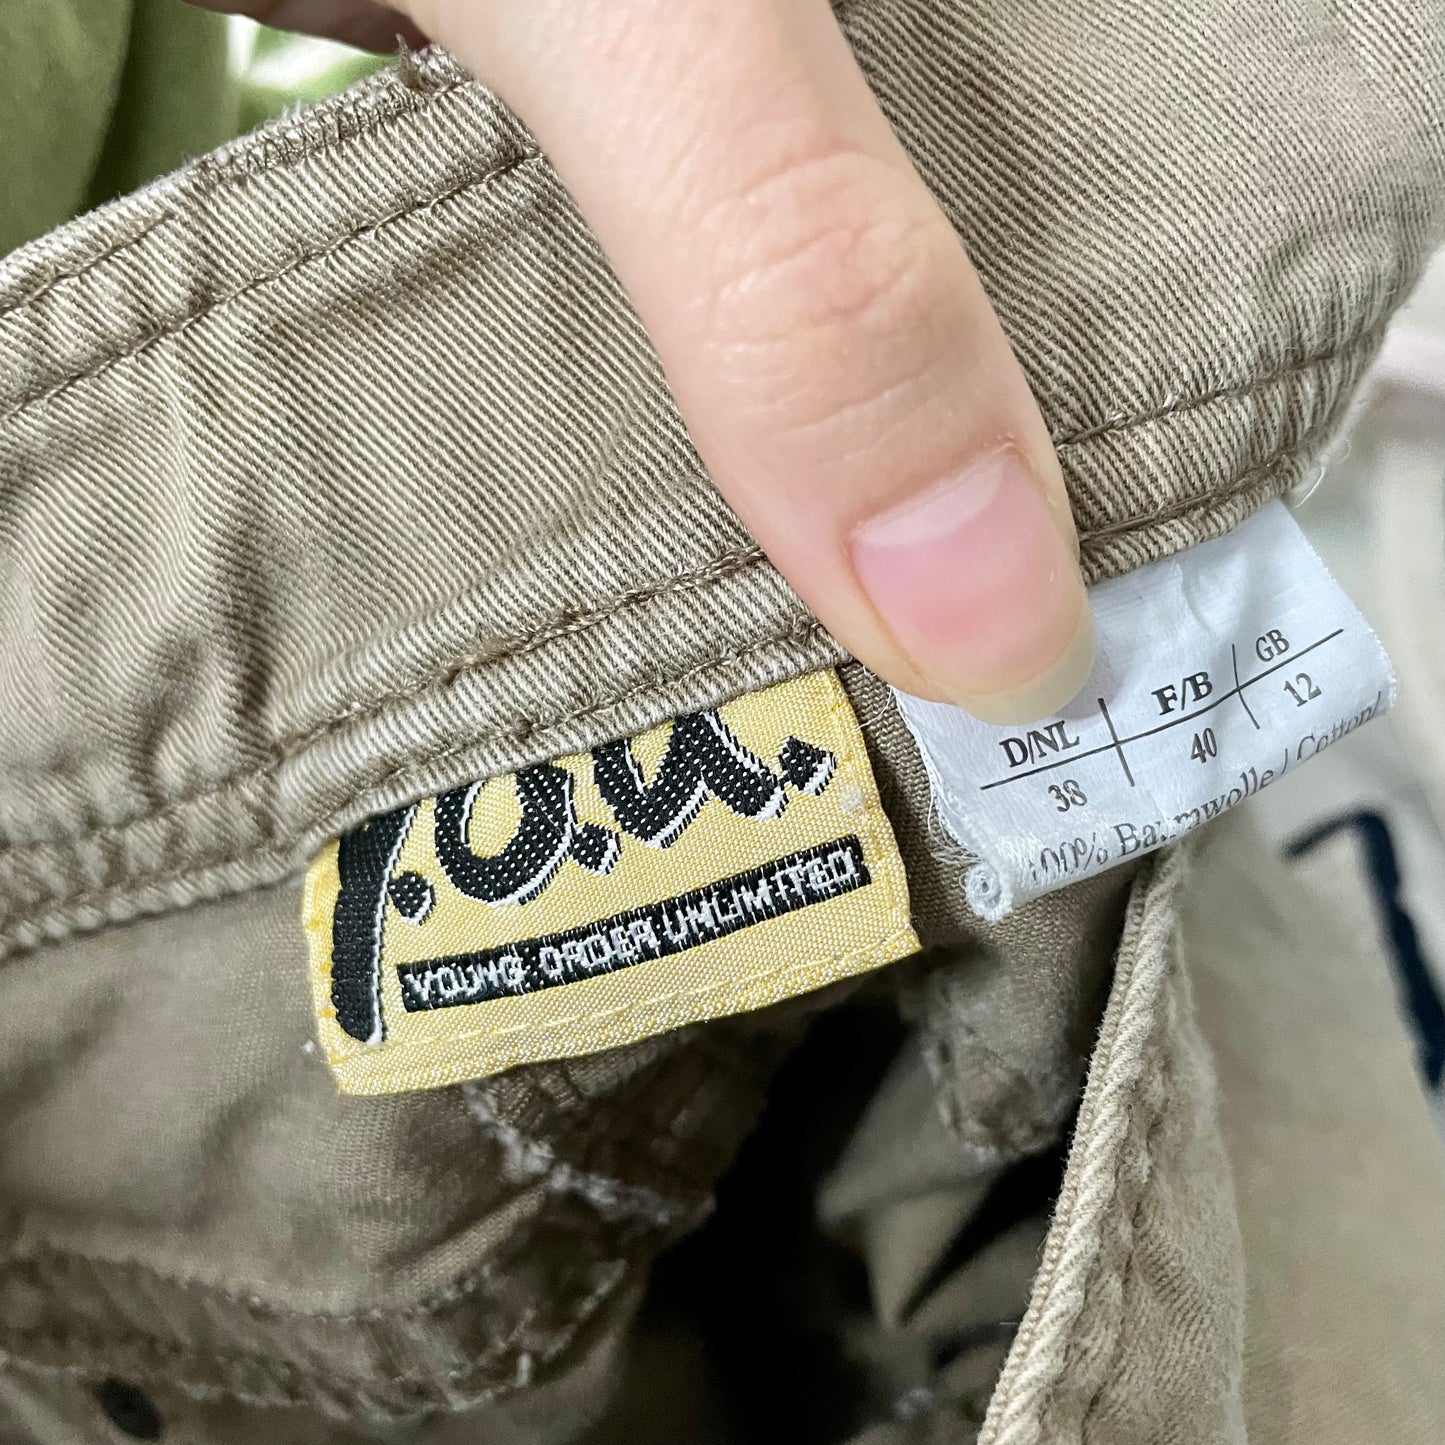 Y.O.U.
YOUNG ORDER UNLIMITED
D/NL F/B GB
38 40 12
100% Baumwolle / Cotton /